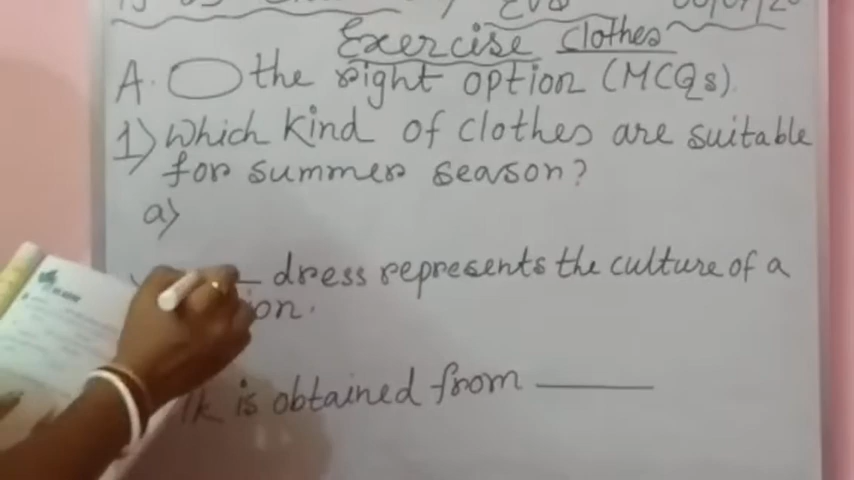 EVS
Exercise clothes
A. the right option (MCQs).
1) Which kind of clothes are suitable
for summer season?
a)
dress represents the culture of a
is obtained from